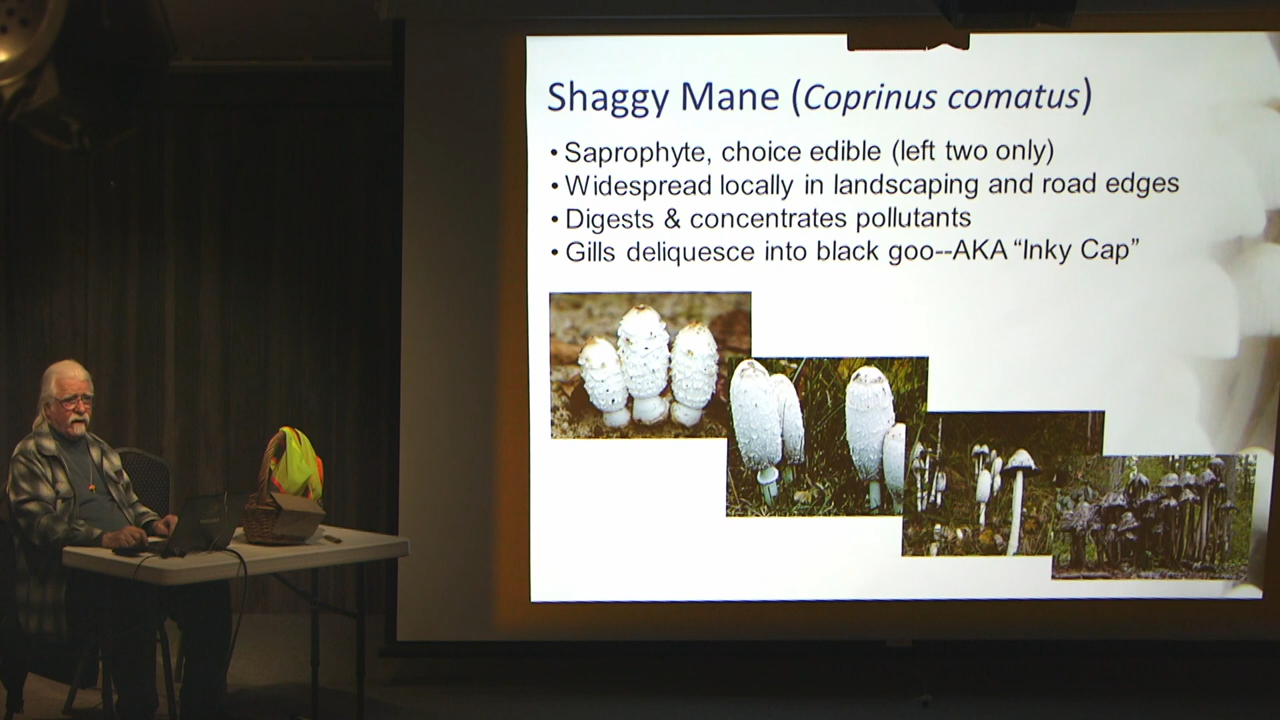 Shaggy Mane (Coprinus comatus)
• Saprophyte, choice edible (left two only)
• Widespread locally in landscaping and road edges
• Digests & concentrates pollutants
• Gills deliquesce into black goo--AKA “Inky Cap”